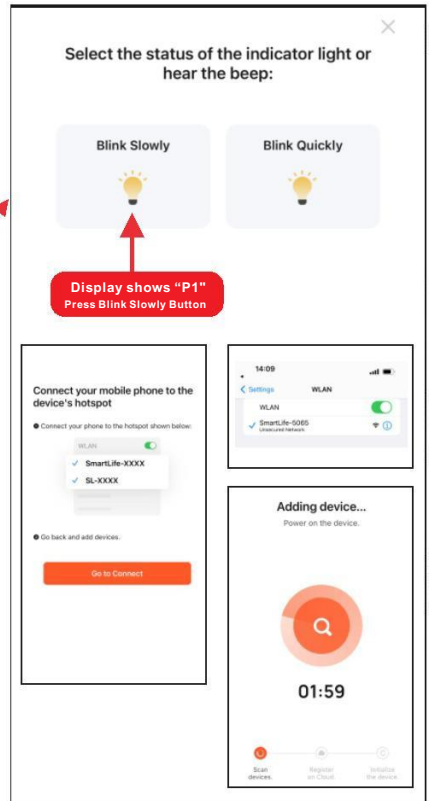 Select the status of the indicator light or
hear the beep:
Blink Slowly
Blink Quickly
Display shows “P1"
Press Blink Slowly Button
Connect your mobile phone to the
device's hotspot
Connect your phone to the hotspot shown below:
WLAN
SmartLife-XXXX
SL-XXXX
Go back and add devices.
Go to Connect
14:09
Settings
WLAN
WLAN
SmartLife-5065
Unsecured Network
Adding device...
Power on the device.
01:59
Scan
devices.
Register
on Cloud.
Initialize
the device.